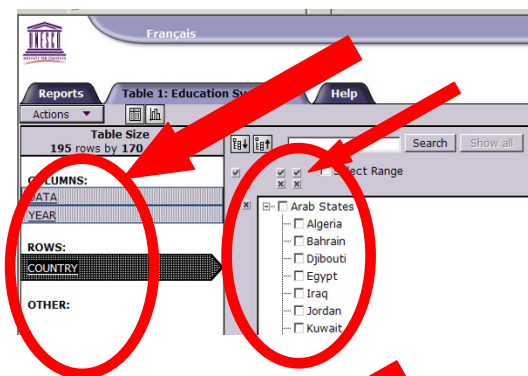 UNESCO
Français
Reports
Table 1: Education Sy
Help
Actions
Table Size
195 rows by 170
Search
Show all
Select Range
COLUMNS:
DATA
YEAR
ROWS:
COUNTRY
OTHER:
Arab States
Algeria
Bahrain
Djibouti
Egypt
Iraq
Jordan
Kuwait